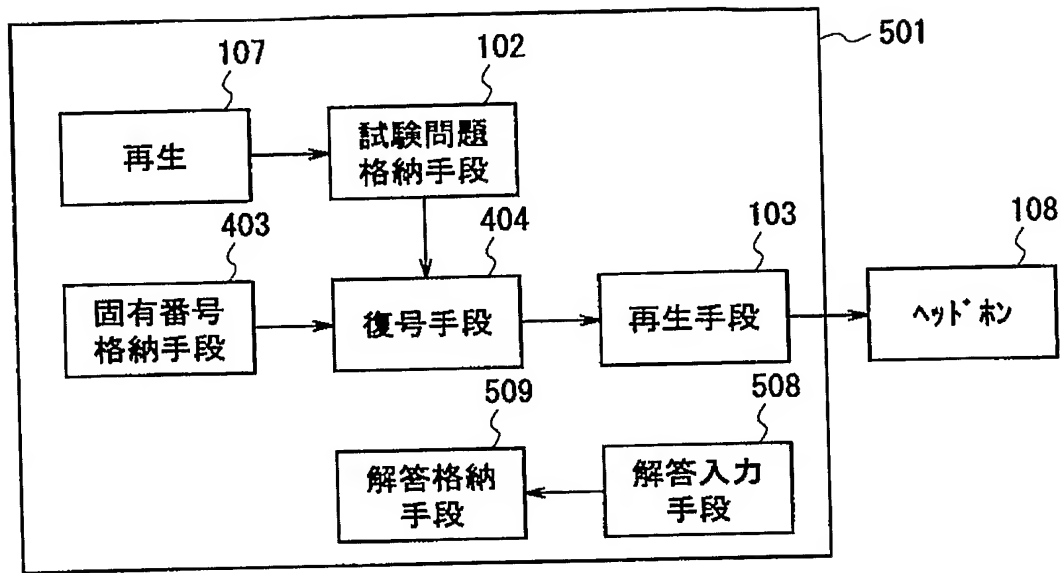 501
107
102
再生
試験問題
格納手段
403
404
103
108
固有番号
格納手段
復号手段
再生手段
ヘッドホン
509
508
解答格納
手段
解答入力
手段